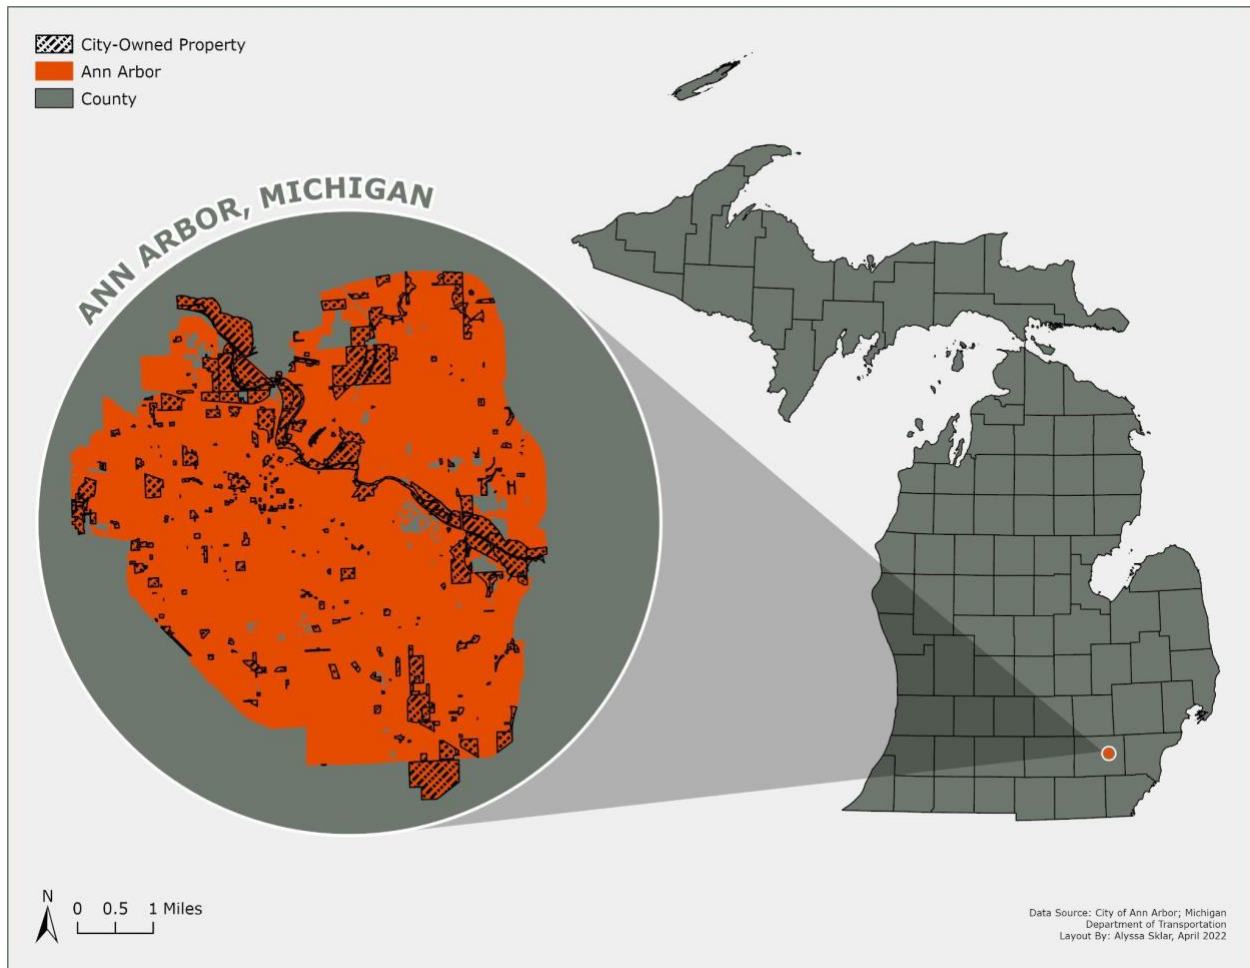 City-Owned Property
Ann Arbor
County
ANN ARBOR, MICHIGAN
N
0 0.5 1 Miles
Data Source: City of Ann Arbor; Michigan
Department of Transportation
Layout By: Alyssa Sklar, April 2022